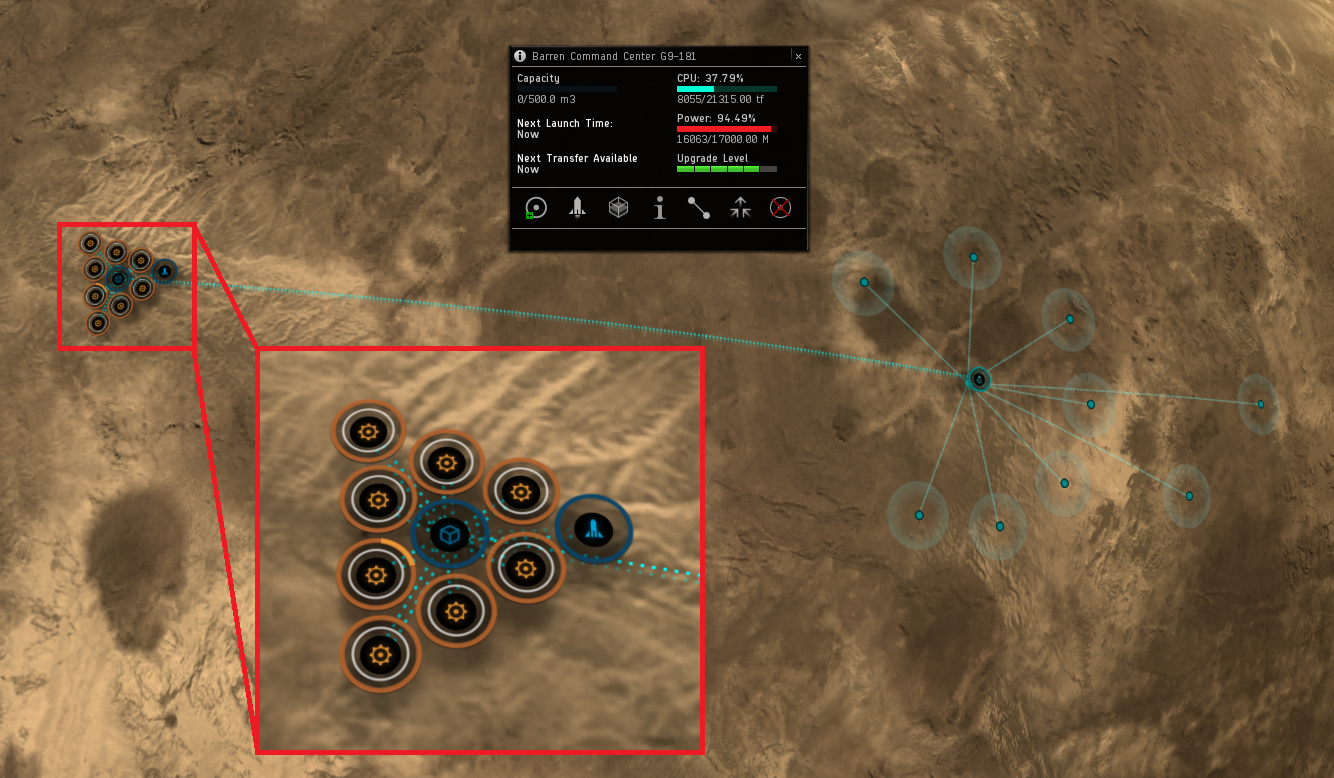 Barren Command Center G9-181
Capacity
0/500.0 m3
Next Launch Time:
Now
Next Transfer Available
Now
CPU: 37.79%
8055/21315.00 tf
Power: 94.49%
16063/17000.00 M
Upgrade Level